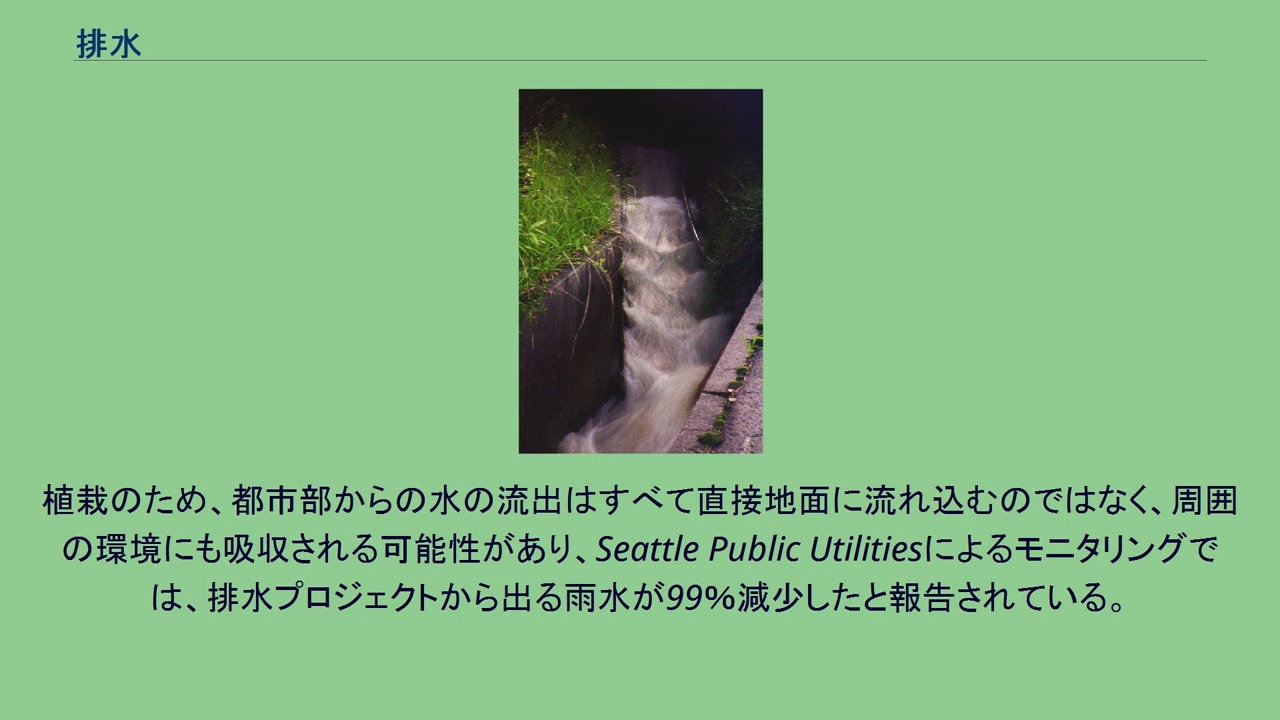 排水
植栽のため、都市部からの水の流出はすべて直接地面に流れ込むのではなく、周囲
の環境にも吸収される可能性があり、Seattle Public Utilitiesによるモニタリングで
は、排水プロジェクトから出る雨水が99%減少したと報告されている。